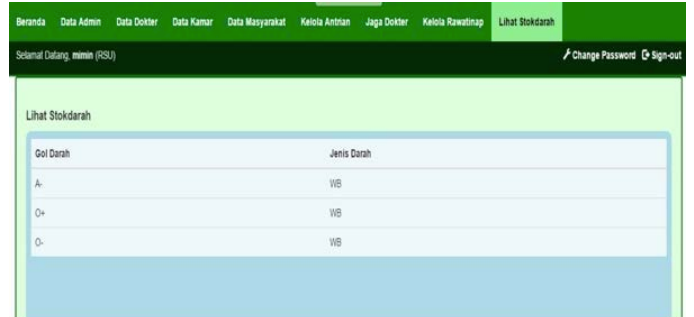 Beranda Data Admin Data Dokter Data Kamar Data Masyarakat Kelola Antrian Jaga Dokter Kelola Rawatinap Lihat Stokdarah
Selamat Datang, mimin (RSU) Change Password Sign-out
Lihat Stokdarah
Gol Darah Jenis Darah
A- WB
O+ WB
O- WB